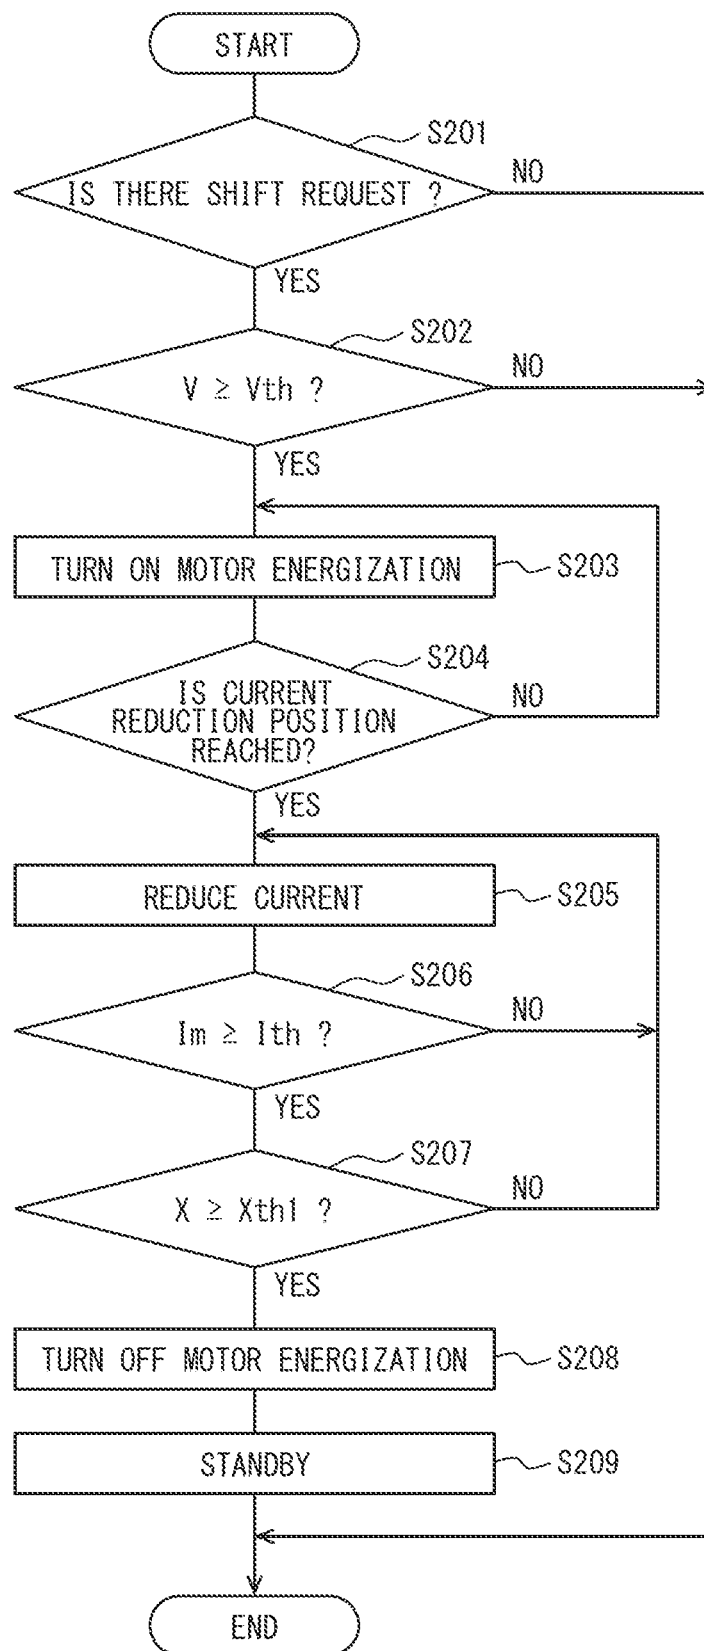 START
S201
IS THERE SHIFT REQUEST ?
NO
YES
S202
V ≥ Vth ?
NO
YES
TURN ON MOTOR ENERGIZATION
S203
S204
IS CURRENT
REDUCTION POSITION
REACHED?
NO
YES
REDUCE CURRENT
S205
S206
Im ≥ Ith ?
NO
YES
S207
X ≥ Xth1 ?
NO
YES
TURN OFF MOTOR ENERGIZATION
S208
STANDBY
S209
END